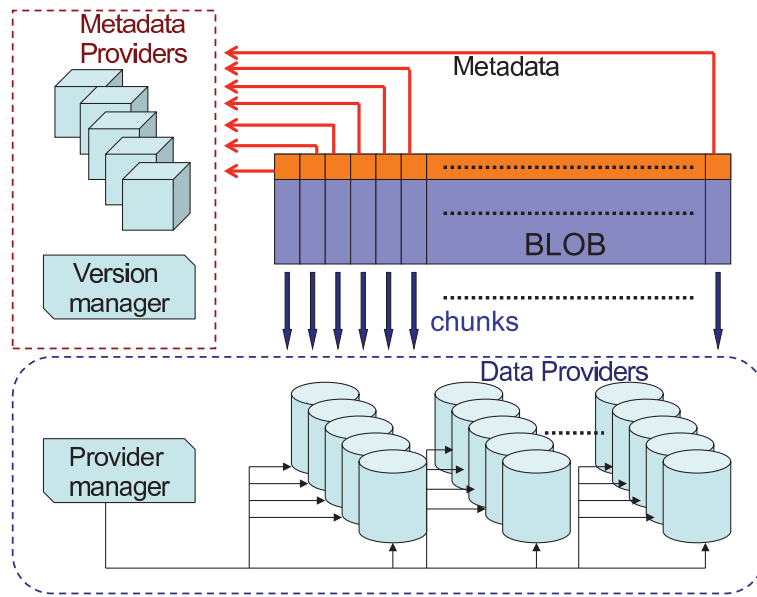 Metadata
Providers
Metadata
BLOB
Version
manager
chunks
Data Providers
Provider
manager